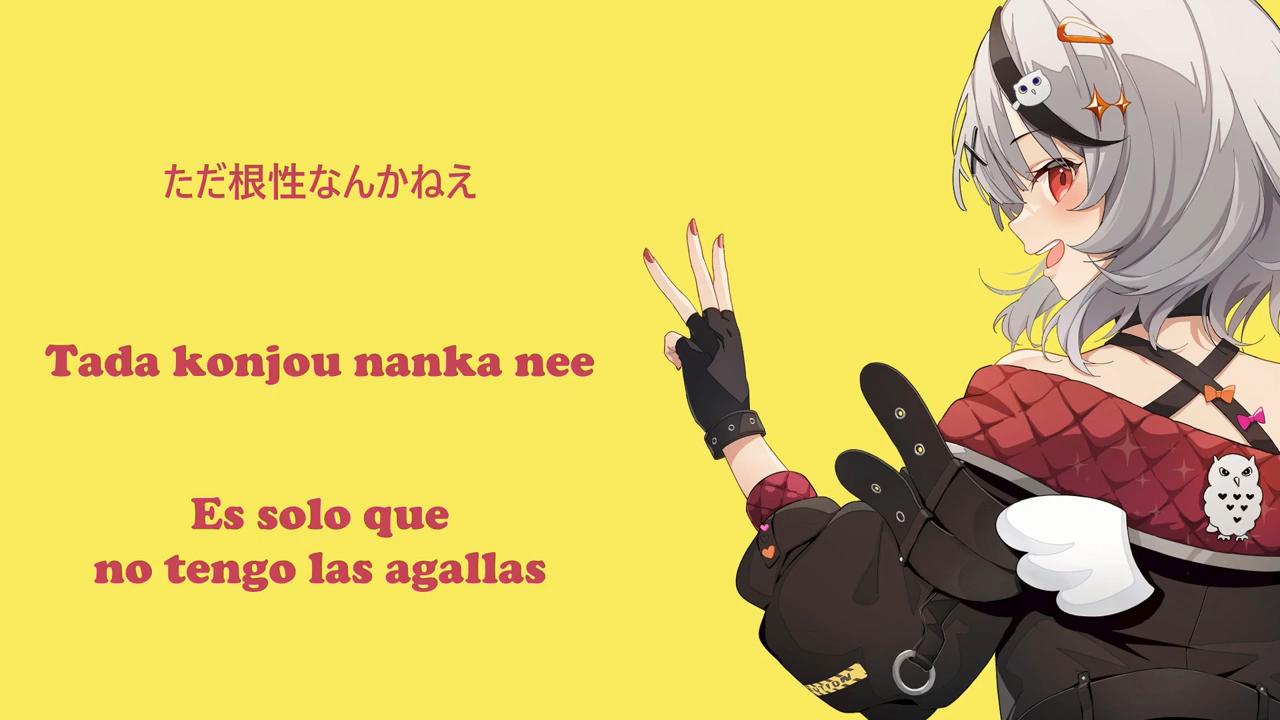 ただ根性なんかねえ
Tada konjou nanka nee
Es solo que
no tengo las agallas